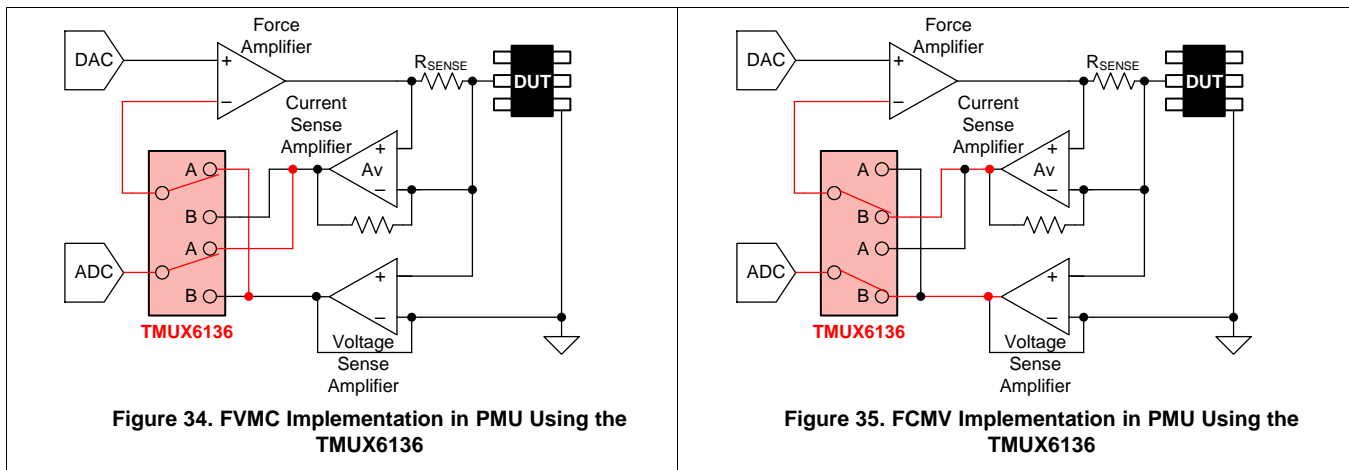 Force
Amplifier
DAC
+
−
RSENSE
DUT
Current
Sense
Amplifier
+
Av
−
A
B
A
B
ADC
TMUX6136
+
−
Voltage
Sense
Amplifier
Figure 34. FVMC Implementation in PMU Using the
TMUX6136
Force
Amplifier
DAC
+
−
RSENSE
DUT
Current
Sense
Amplifier
+
Av
−
A
B
A
B
ADC
TMUX6136
+
−
Voltage
Sense
Amplifier
Figure 35. FCMV Implementation in PMU Using the
TMUX6136